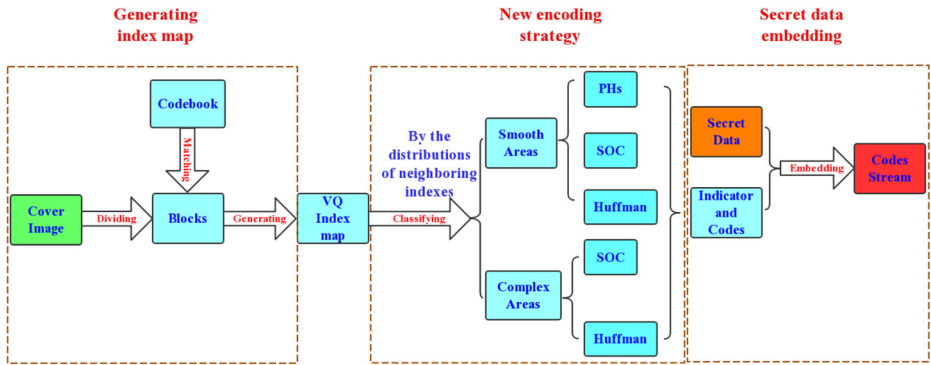 Generating
index map
New encoding
strategy
Secret data
embedding
Codebook
Matching
Cover
Image
Dividing
Blocks
Generating
VQ
Index
map
By the
distributions
of neighboring
indexes
Classifying
Smooth
Areas
PHs
SOC
Huffman
Complex
Areas
SOC
Huffman
Secret
Data
Indicator
and
Codes
Embedding
Codes
Stream